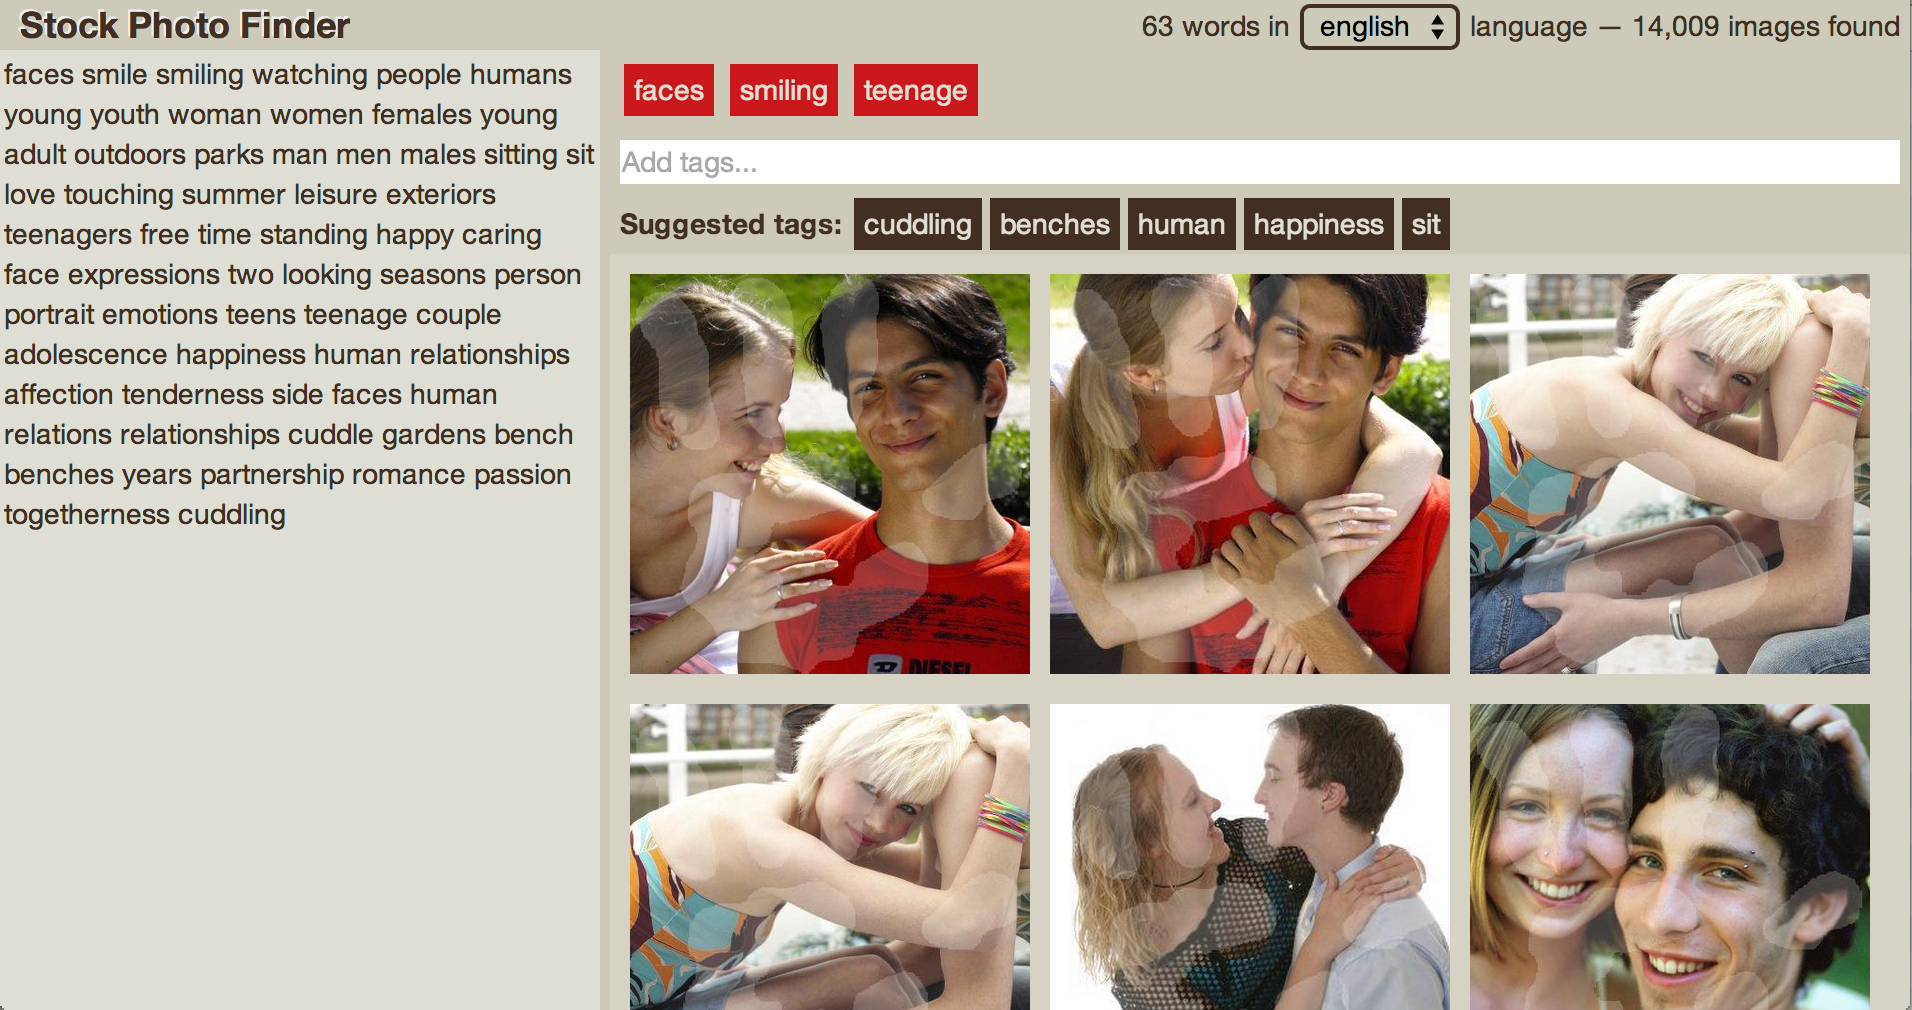 Stock Photo Finder
63 words in english language — 14,009 images found
faces smile smiling watching people humans
young youth woman women females young
adult outdoors parks man men males sitting sit
love touching summer leisure exteriors
teenagers free time standing happy caring
face expressions two looking seasons person
portrait emotions teens teenage couple
adolescence happiness human relationships
affection tenderness side faces human
relations relationships cuddle gardens bench
benches years partnership romance passion
togetherness cuddling
faces smiling teenage
Add tags...
Suggested tags: cuddling benches human happiness sit
DIESEL